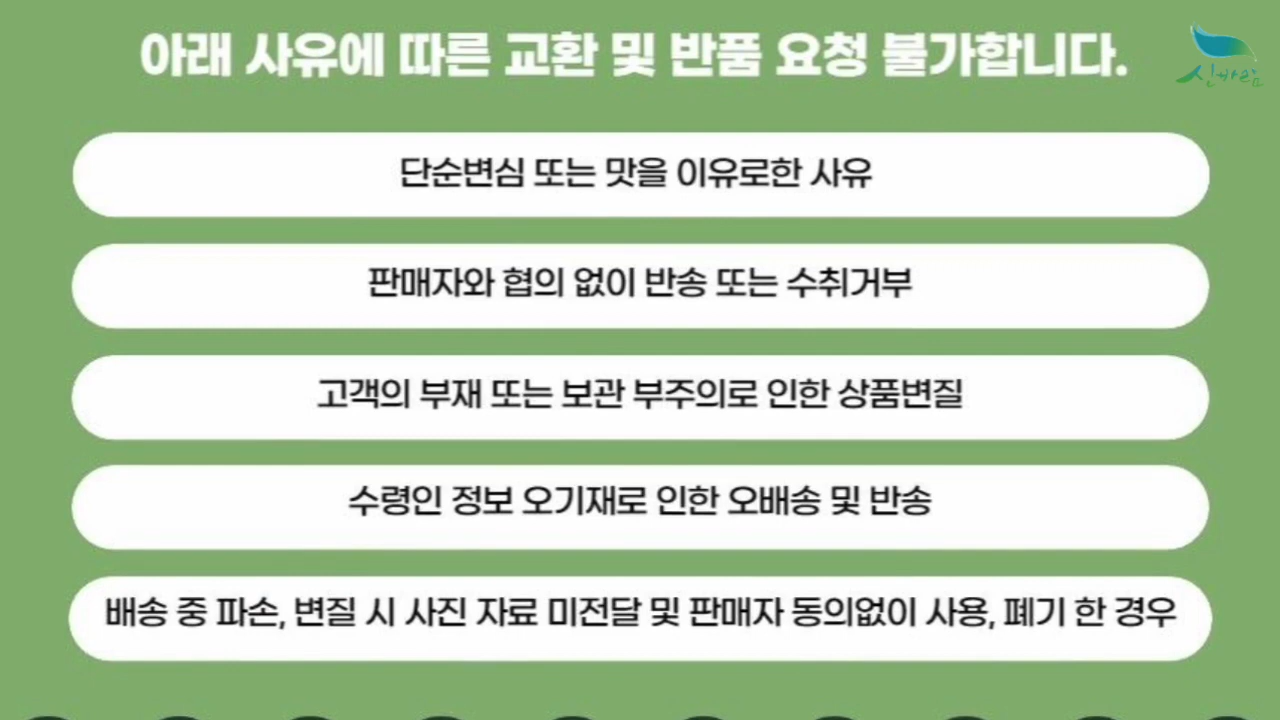 아래 사유에 따른 교환 및 반품 요청 불가합니다.
신바람
단순변심 또는 맛을 이유로한 사유
판매자와 협의 없이 반송 또는 수취거부
고객의 부재 또는 보관 부주의로 인한 상품변질
수령인 정보 오기재로 인한 오배송 및 반송
배송 중 파손, 변질 시 사진 자료 미전달 및 판매자 동의없이 사용, 폐기 한 경우